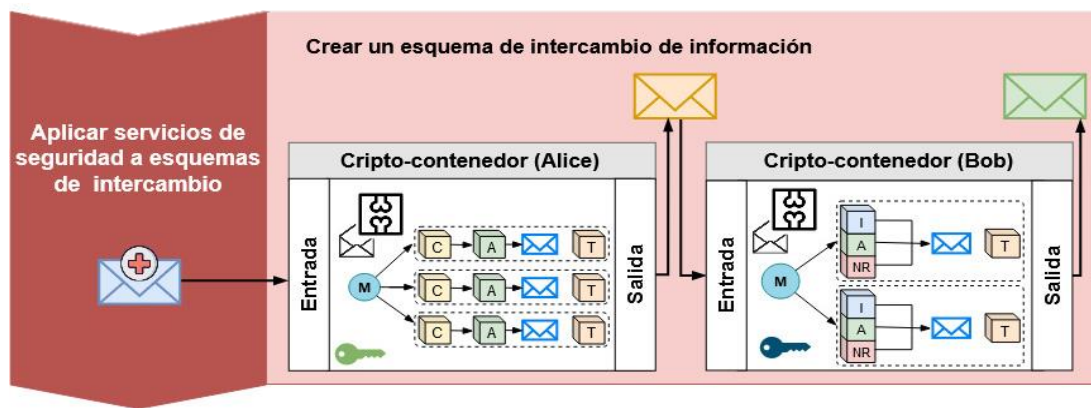 Crear un esquema de intercambio de información
Aplicar servicios de
seguridad a esquemas
de intercambio
Cripto-contenedor (Alice)
Entrada
M
C
A
T
C
A
T
C
A
T
Salida
Cripto-contenedor (Bob)
Entrada
M
I
A
NR
T
I
A
NR
T
Salida